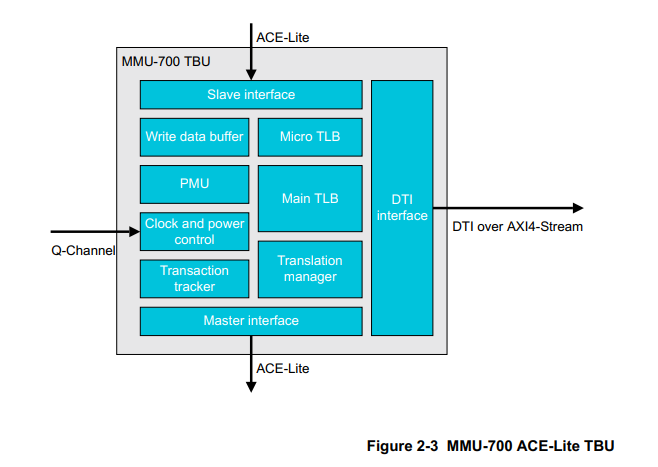 ACE-Lite
MMU-700 TBU
Slave interface
Write data buffer
Micro TLB
PMU
Main TLB
DTI
interface
Clock and power
control
Q-Channel
DTI over AXI4-Stream
Translation
manager
Transaction
tracker
Master interface
ACE-Lite
Figure 2-3 MMU-700 ACE-Lite TBU